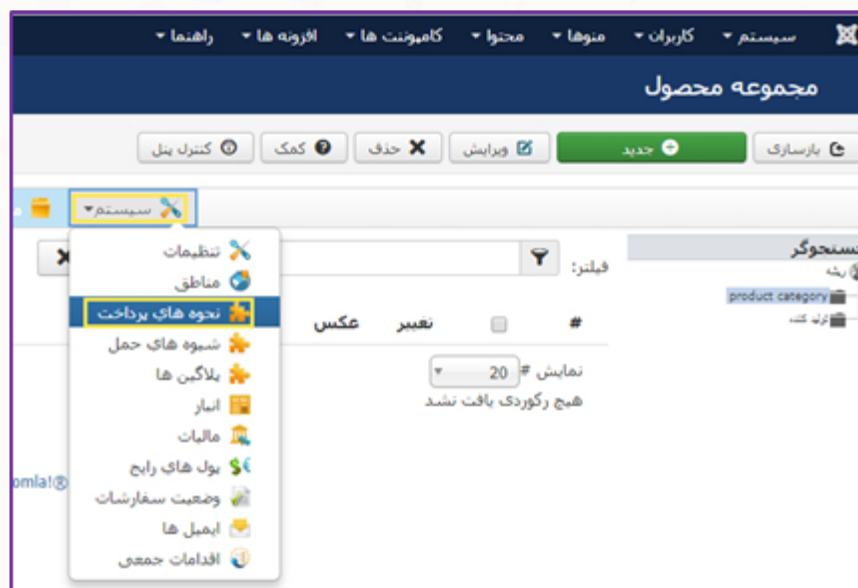 سیستم کاربران منوها محتوا کامپوننت ها افزونه ها راهنما
مجموعه محصول
بازسازی جدید ویرایش حذف کمک کنترل پنل
سیستم
جستجوگر
ریشه
product category
فیلتر:
# تغییر عکس
نمایش # 20
هیچ رکوردی یافت نشد
تنظیمات
مناطق
نحوه های پرداخت
شیوه های حمل
پلاگین ها
انبار
مالیات
پول های رایج
وضعیت سفارشات
ایمیل ها
اقدامات جمعی
omla!®